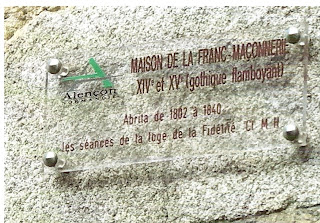 MAISON DE LA FRANC-MAÇONNERIE
XIVe et XVe (gothique flamboyant)
Alençon
Abrita de 1802 à 1840
les séances de la loge de la Fidélité. Cl M H